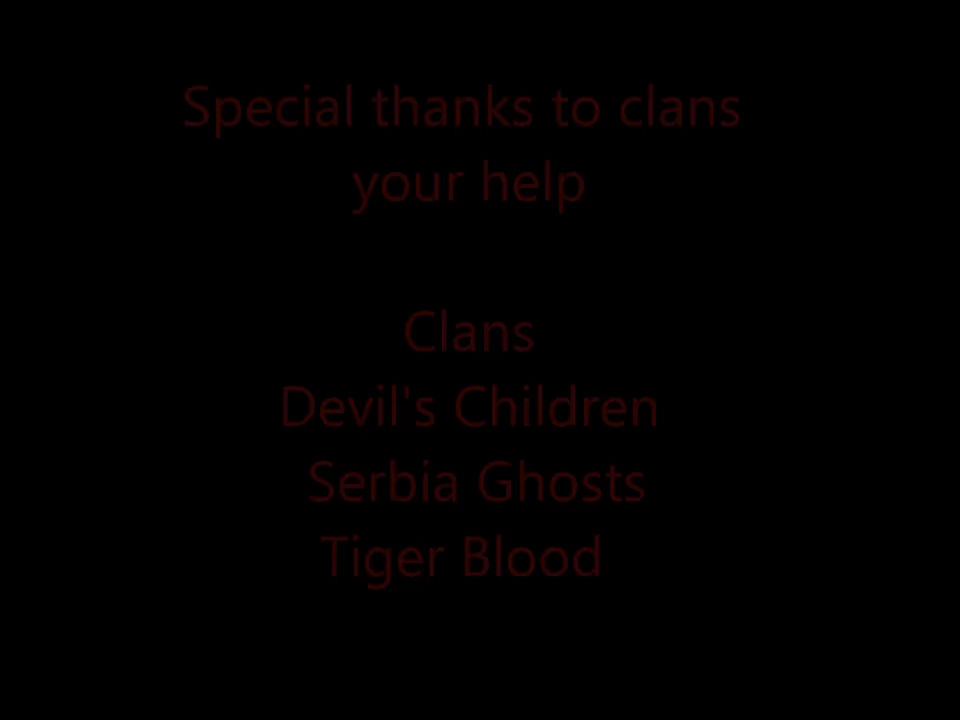 Special thanks to clans
your help
Clans
Devil's Children
Serbia Ghosts
Tiger Blood